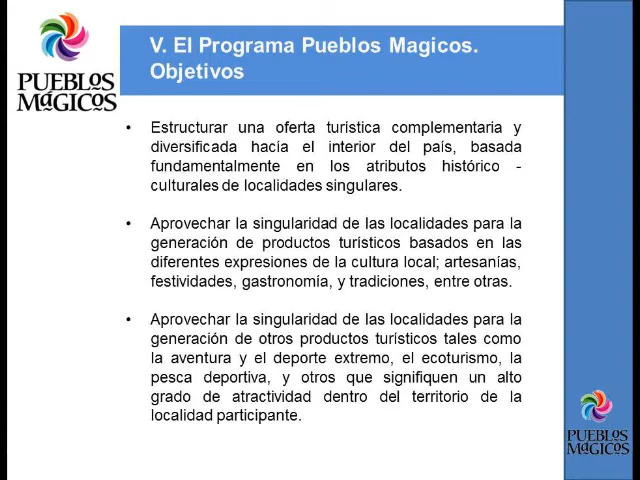 PUEBLOS
MÁGICOS
V. El Programa Pueblos Magicos.
Objetivos
• Estructurar una oferta turística complementaria y
diversificada hacía el interior del país, basada
fundamentalmente en los atributos histórico -
culturales de localidades singulares.
• Aprovechar la singularidad de las localidades para la
generación de productos turísticos basados en las
diferentes expresiones de la cultura local; artesanías,
festividades, gastronomía, y tradiciones, entre otras.
• Aprovechar la singularidad de las localidades para la
generación de otros productos turísticos tales como
la aventura y el deporte extremo, el ecoturismo, la
pesca deportiva, y otros que signifiquen un alto
grado de atractividad dentro del territorio de la
localidad participante.
PUEBLOS
MÁGICOS